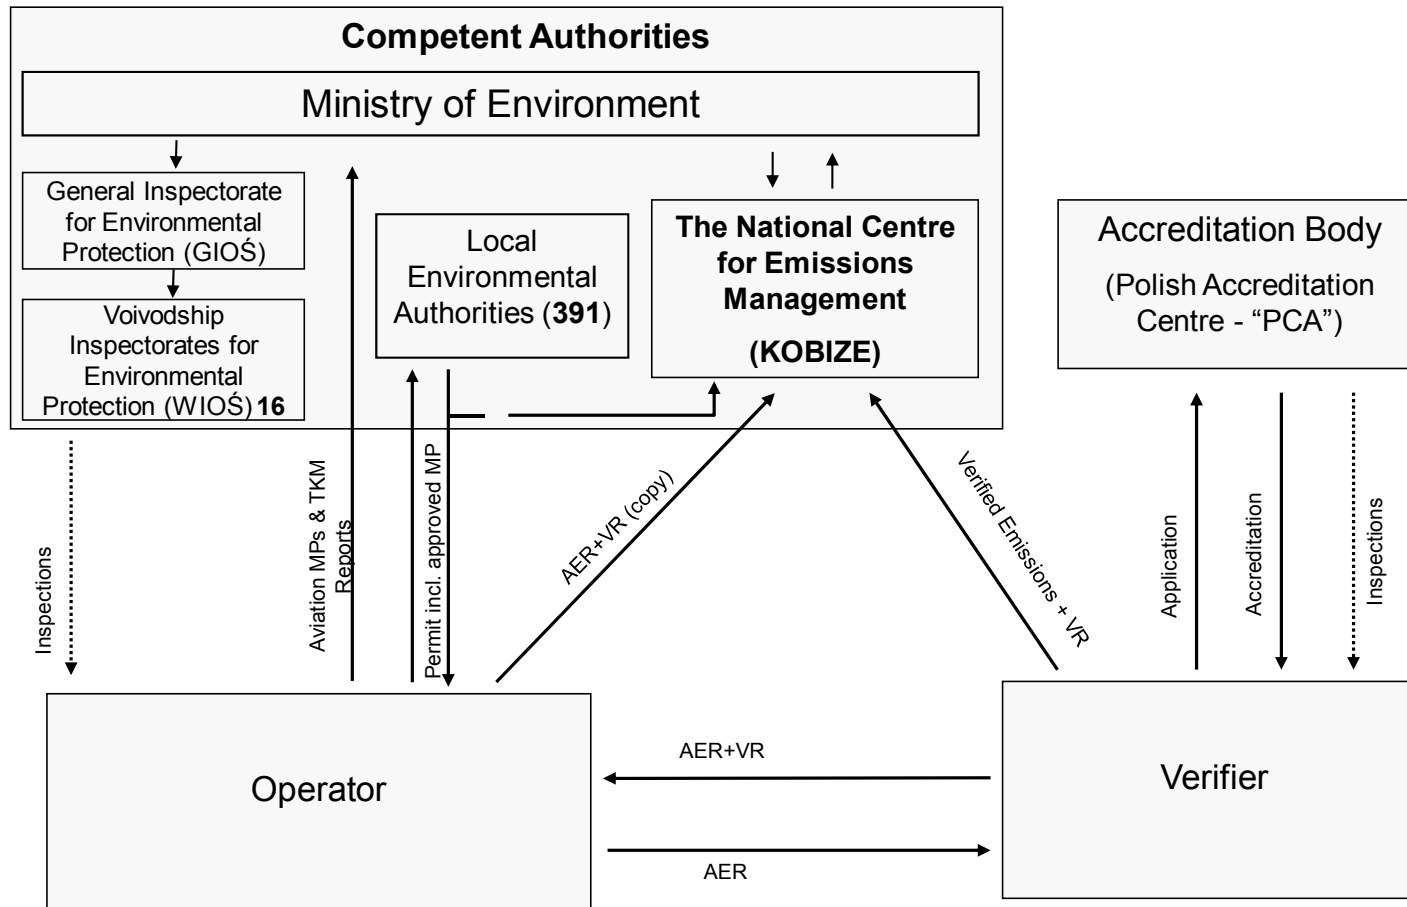 Competent Authorities
Ministry of Environment
General Inspectorate
for Environmental
Protection (GIOŚ)
Voivodship
Inspectorates for
Environmental
Protection (WIOŚ) 16
Local
Environmental
Authorities (391)
The National Centre
for Emissions
Management
(KOBIZE)
Accreditation Body
(Polish Accreditation
Centre - “PCA”)
Inspections
Aviation MPs & TKM
Reports
Permit incl. approved MP
AER+VR (copy)
Verified Emissions + VR
Application
Accreditation
Inspections
Operator
AER+VR
AER
Verifier